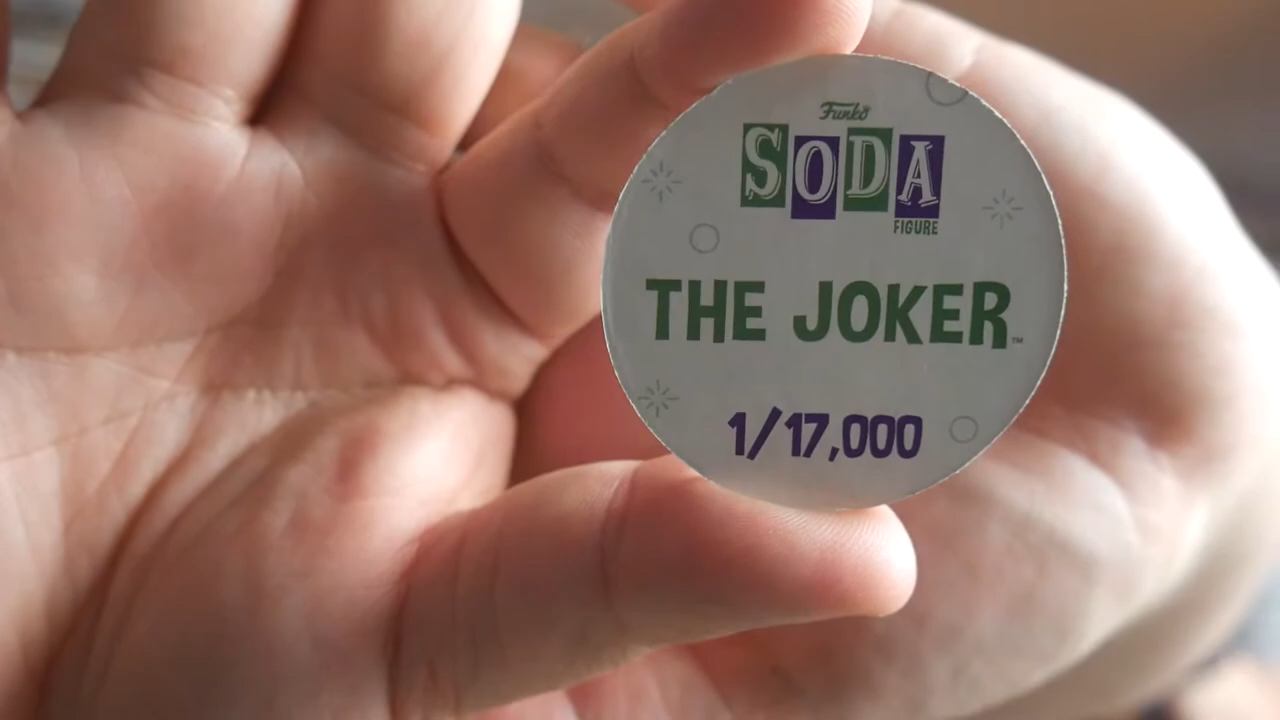 Funko
SODA
FIGURE
THE JOKER™
1/17,000